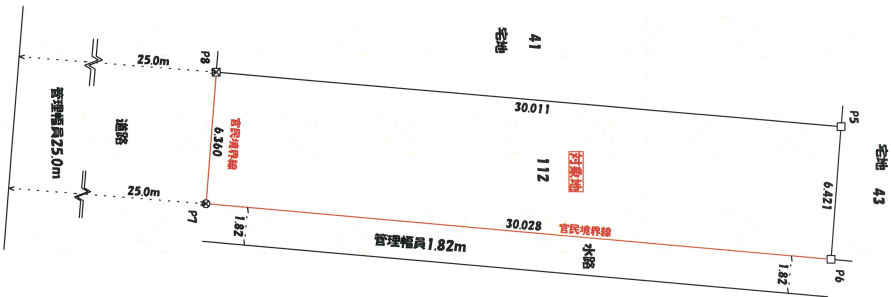 41
宅地
P8
25.0m
30.011
P5
宅地 43
管理幅員25.0m
道路
6.360
官民境界線
112
対象地
6.421
25.0m
P7
1.82
30.028
官民境界線
管理幅員1.82m
水路
1.82
P6